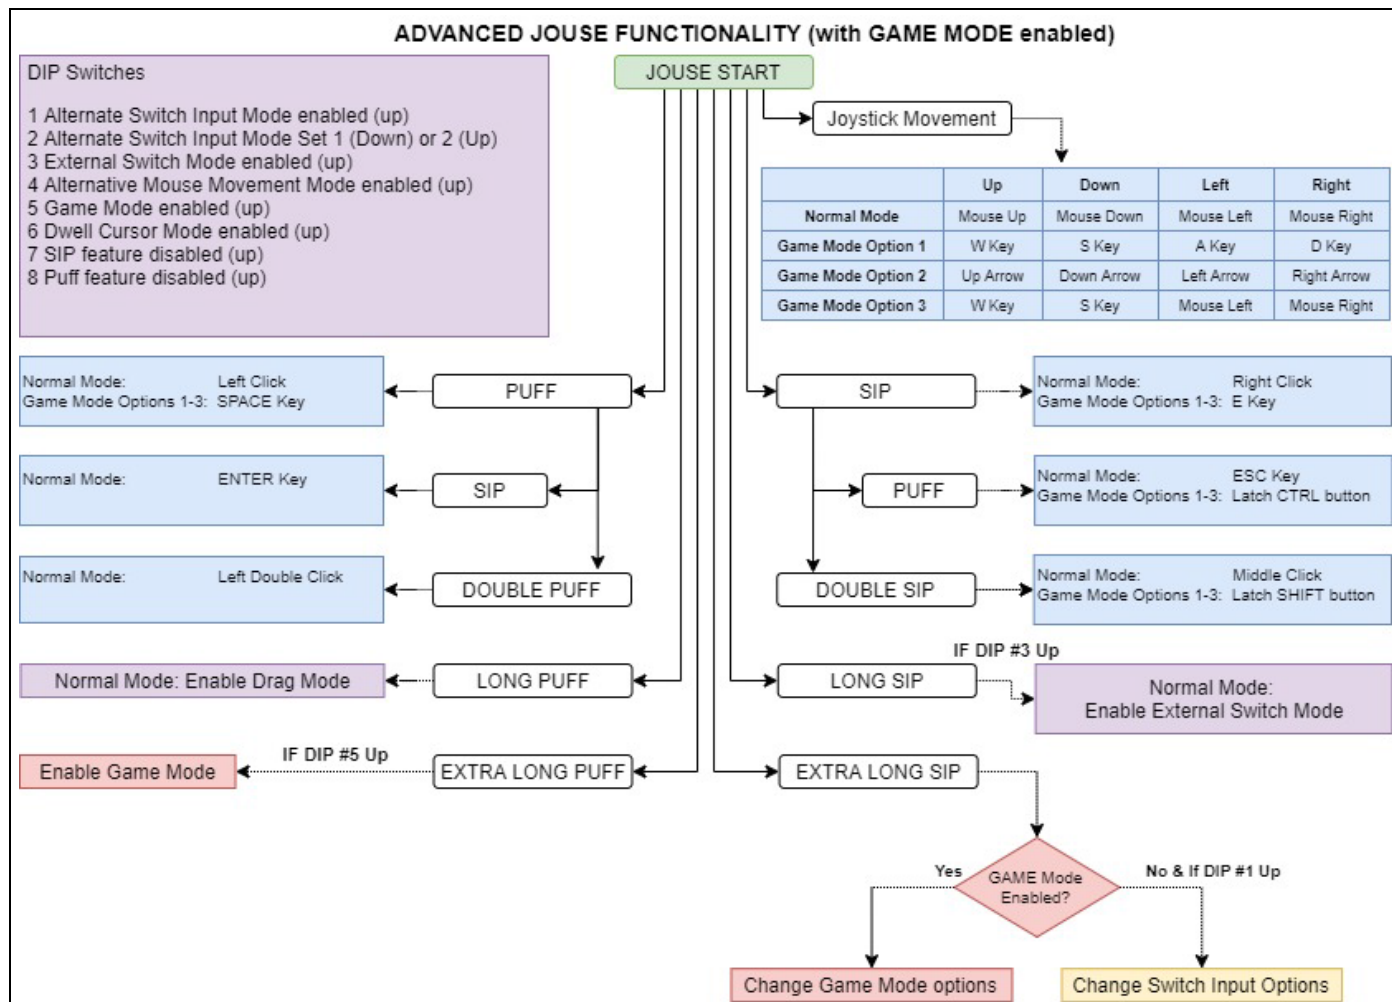 ADVANCED JOUSE FUNCTIONALITY (with GAME MODE enabled)
DIP Switches
1 Alternate Switch Input Mode enabled (up)
2 Alternate Switch Input Mode Set 1 (Down) or 2 (Up)
3 External Switch Mode enabled (up)
4 Alternative Mouse Movement Mode enabled (up)
5 Game Mode enabled (up)
6 Dwell Cursor Mode enabled (up)
7 SIP feature disabled (up)
8 Puff feature disabled (up)
JOUSE START
Joystick Movement
Up Down Left Right
Normal Mode Mouse Up Mouse Down Mouse Left Mouse Right
Game Mode Option 1 W Key S Key A Key D Key
Game Mode Option 2 Up Arrow Down Arrow Left Arrow Right Arrow
Game Mode Option 3 W Key S Key Mouse Left Mouse Right
Normal Mode: Left Click
Game Mode Options 1-3: SPACE Key
PUFF
SIP
Normal Mode: Right Click
Game Mode Options 1-3: E Key
Normal Mode: ENTER Key
SIP
PUFF
Normal Mode: ESC Key
Game Mode Options 1-3: Latch CTRL button
Normal Mode: Left Double Click
DOUBLE PUFF
DOUBLE SIP
Normal Mode: Middle Click
Game Mode Options 1-3: Latch SHIFT button
Normal Mode: Enable Drag Mode
LONG PUFF
LONG SIP
IF DIP #3 Up
Normal Mode:
Enable External Switch Mode
Enable Game Mode
IF DIP #5 Up
EXTRA LONG PUFF
EXTRA LONG SIP
Yes
GAME Mode
Enabled?
No & If DIP #1 Up
Change Game Mode options
Change Switch Input Options